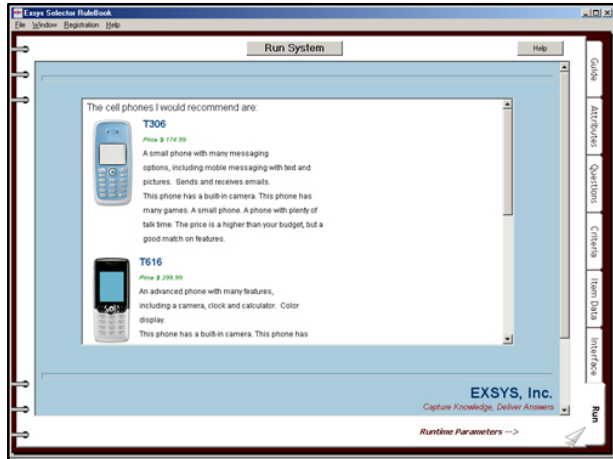 Exsys Selector RuleBook
File Window Registration Help
Run System
Help
The cell phones I would recommend are:
T306
Price $ 174.99
A small phone with many messaging
options, including moble messaging with text and
pictures. Sends and receives emails.
This phone has a built-in camera. This phone has
many games. A small phone. A phone with plenty of
talk time. The price is a higher than your budget, but a
good match on features.
T616
Price $ 299.99
An advanced phone with many features,
including a camera, clock and calculator. Color
display.
This phone has a built-in camera. This phone has
EXSYS, Inc.
Capture Knowledge, Deliver Answers
Runtime Parameters -->
Guide
Attributes
Questions
Criteria
Item Data
Interface
Run